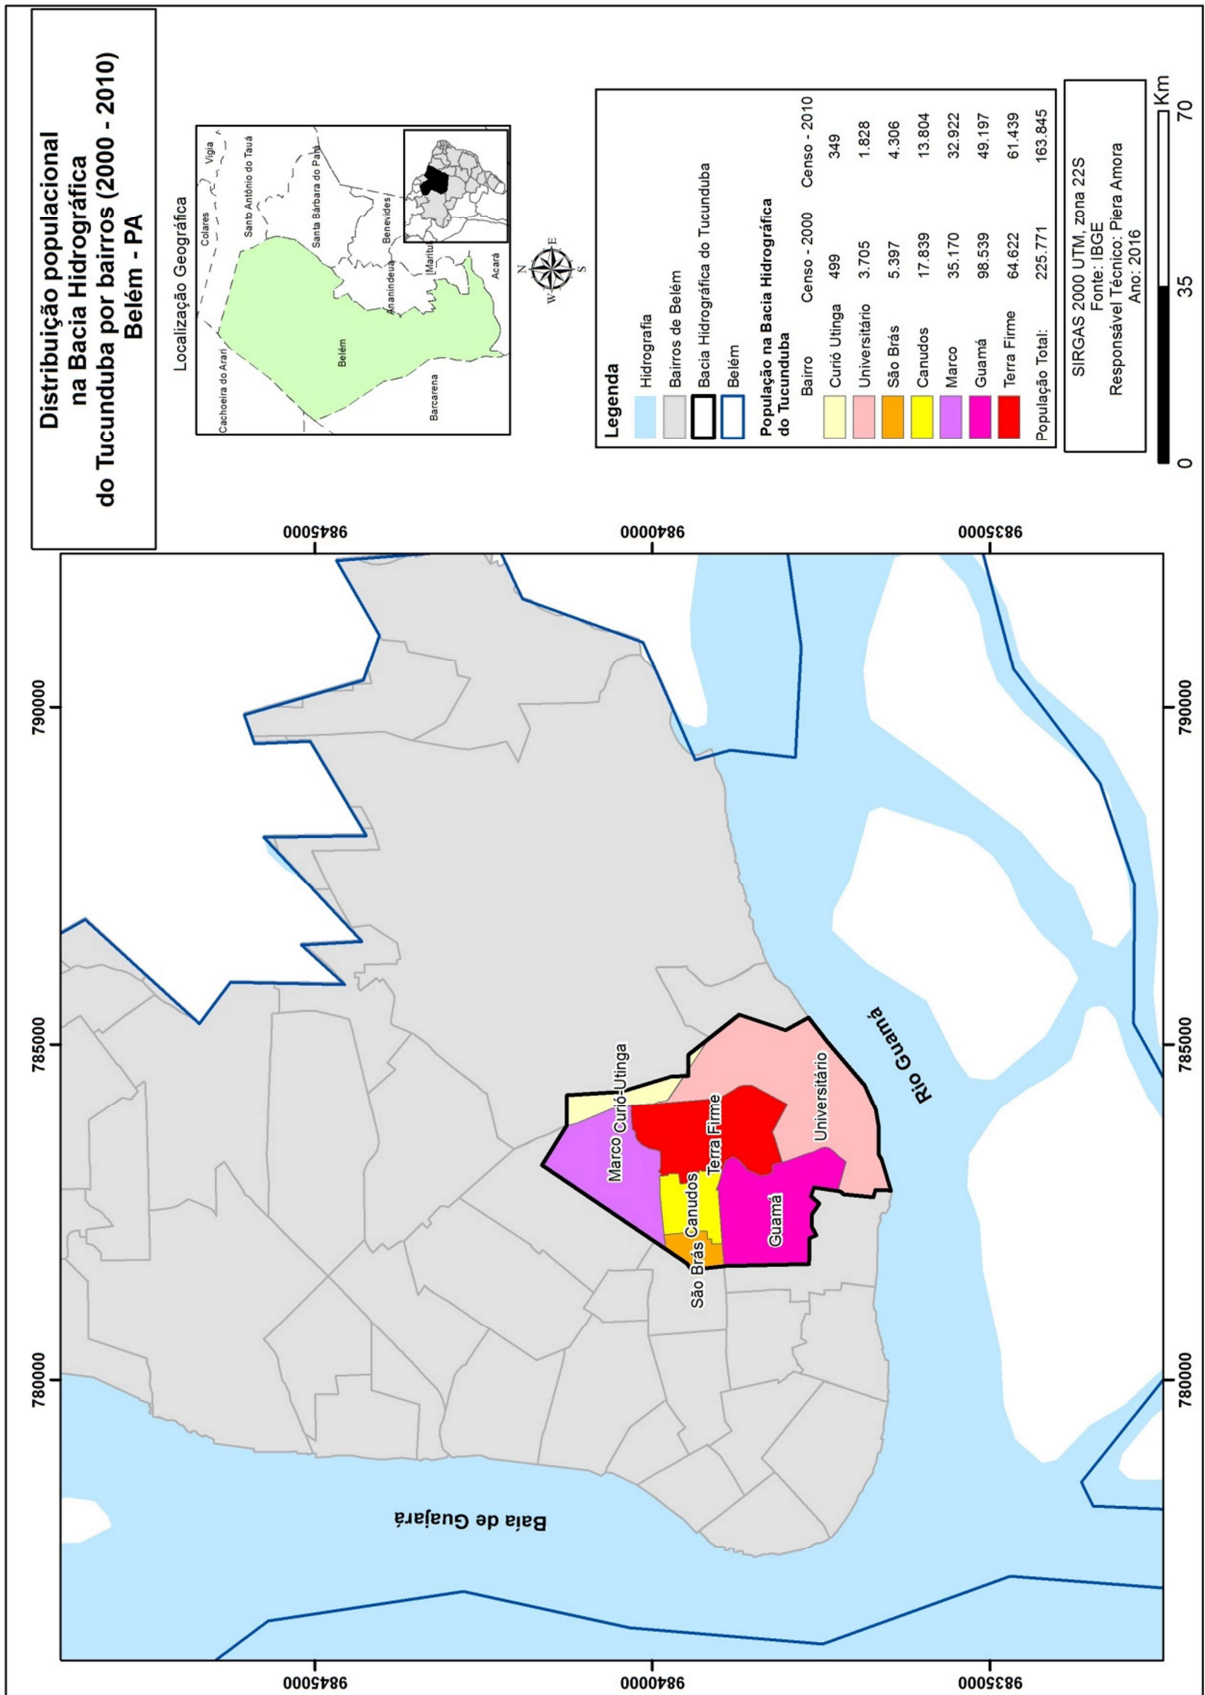 Distribuição populacional
na Bacia Hidrográfica
do Tucunduba por bairros (2000 - 2010)
Belém - PA
Localização Geográfica
Cachoeira do Arari
Colares
Vigia
Santo Antônio do Tauá
Santa Bárbara do Pará
Belém
Benevides
Ananindeua
Maritub
Barcarena
Acará
N
E
S
W
Legenda
Hidrografia
Bairros de Belém
Bacia Hidrográfica do Tucunduba
Belém
População na Bacia Hidrográfica
do Tucunduba
Bairro Censo - 2000 Censo - 2010
Curió Utinga 499 349
Universitário 3.705 1.828
São Brás 5.397 4.306
Canudos 17.839 13.804
Marco 35.170 32.922
Guamá 98.539 49.197
Terra Firme 64.622 61.439
População Total: 225.771 163.845
SIRGAS 2000 UTM, zona 22S
Fonte: IBGE
Responsável Técnico: Piera Amora
Ano: 2016
0 35 70 Km
780000 785000 790000
9845000 9845000
9840000 9840000
9835000 9835000
780000 785000 790000
Baía de Guajará
Marco
Curió-Utinga
São Brás
Canudos
Terra Firme
Guamá
Universitário
Rio Guamá